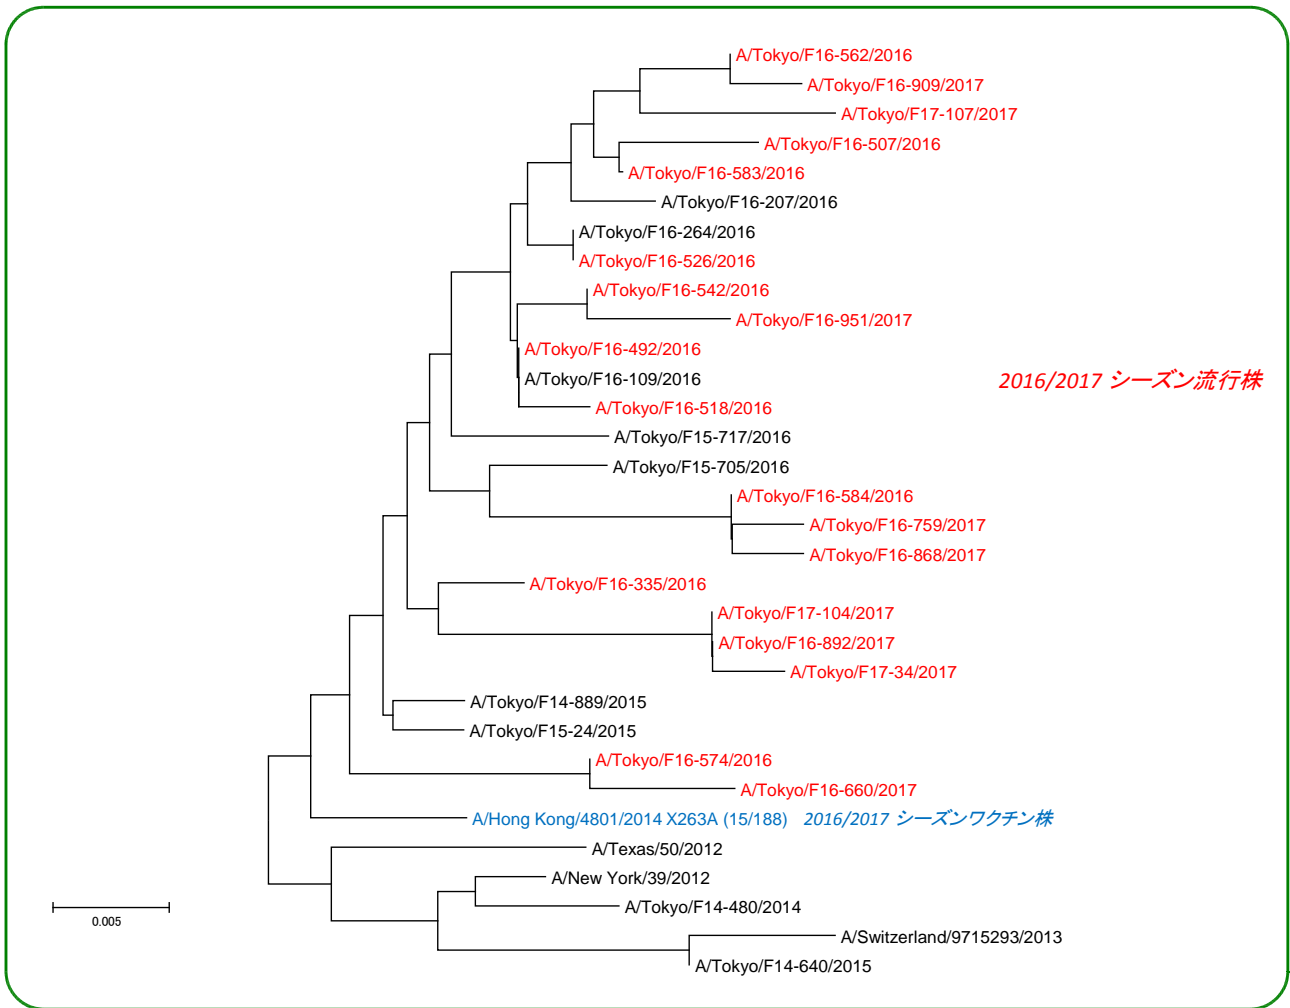 A/Tokyo/F16-562/2016
A/Tokyo/F16-909/2017
A/Tokyo/F17-107/2017
A/Tokyo/F16-507/2016
A/Tokyo/F16-583/2016
A/Tokyo/F16-207/2016
A/Tokyo/F16-264/2016
A/Tokyo/F16-526/2016
A/Tokyo/F16-542/2016
A/Tokyo/F16-951/2017
A/Tokyo/F16-492/2016
A/Tokyo/F16-109/2016
2016/2017 シーズン流行株
A/Tokyo/F16-518/2016
A/Tokyo/F15-717/2016
A/Tokyo/F15-705/2016
A/Tokyo/F16-584/2016
A/Tokyo/F16-759/2017
A/Tokyo/F16-868/2017
A/Tokyo/F16-335/2016
A/Tokyo/F17-104/2017
A/Tokyo/F16-892/2017
A/Tokyo/F17-34/2017
A/Tokyo/F14-889/2015
A/Tokyo/F15-24/2015
A/Tokyo/F16-574/2016
A/Tokyo/F16-660/2017
A/Hong Kong/4801/2014 X263A (15/188) 2016/2017 シーズンワクチン株
A/Texas/50/2012
A/New York/39/2012
A/Tokyo/F14-480/2014
A/Switzerland/9715293/2013
A/Tokyo/F14-640/2015
0.005